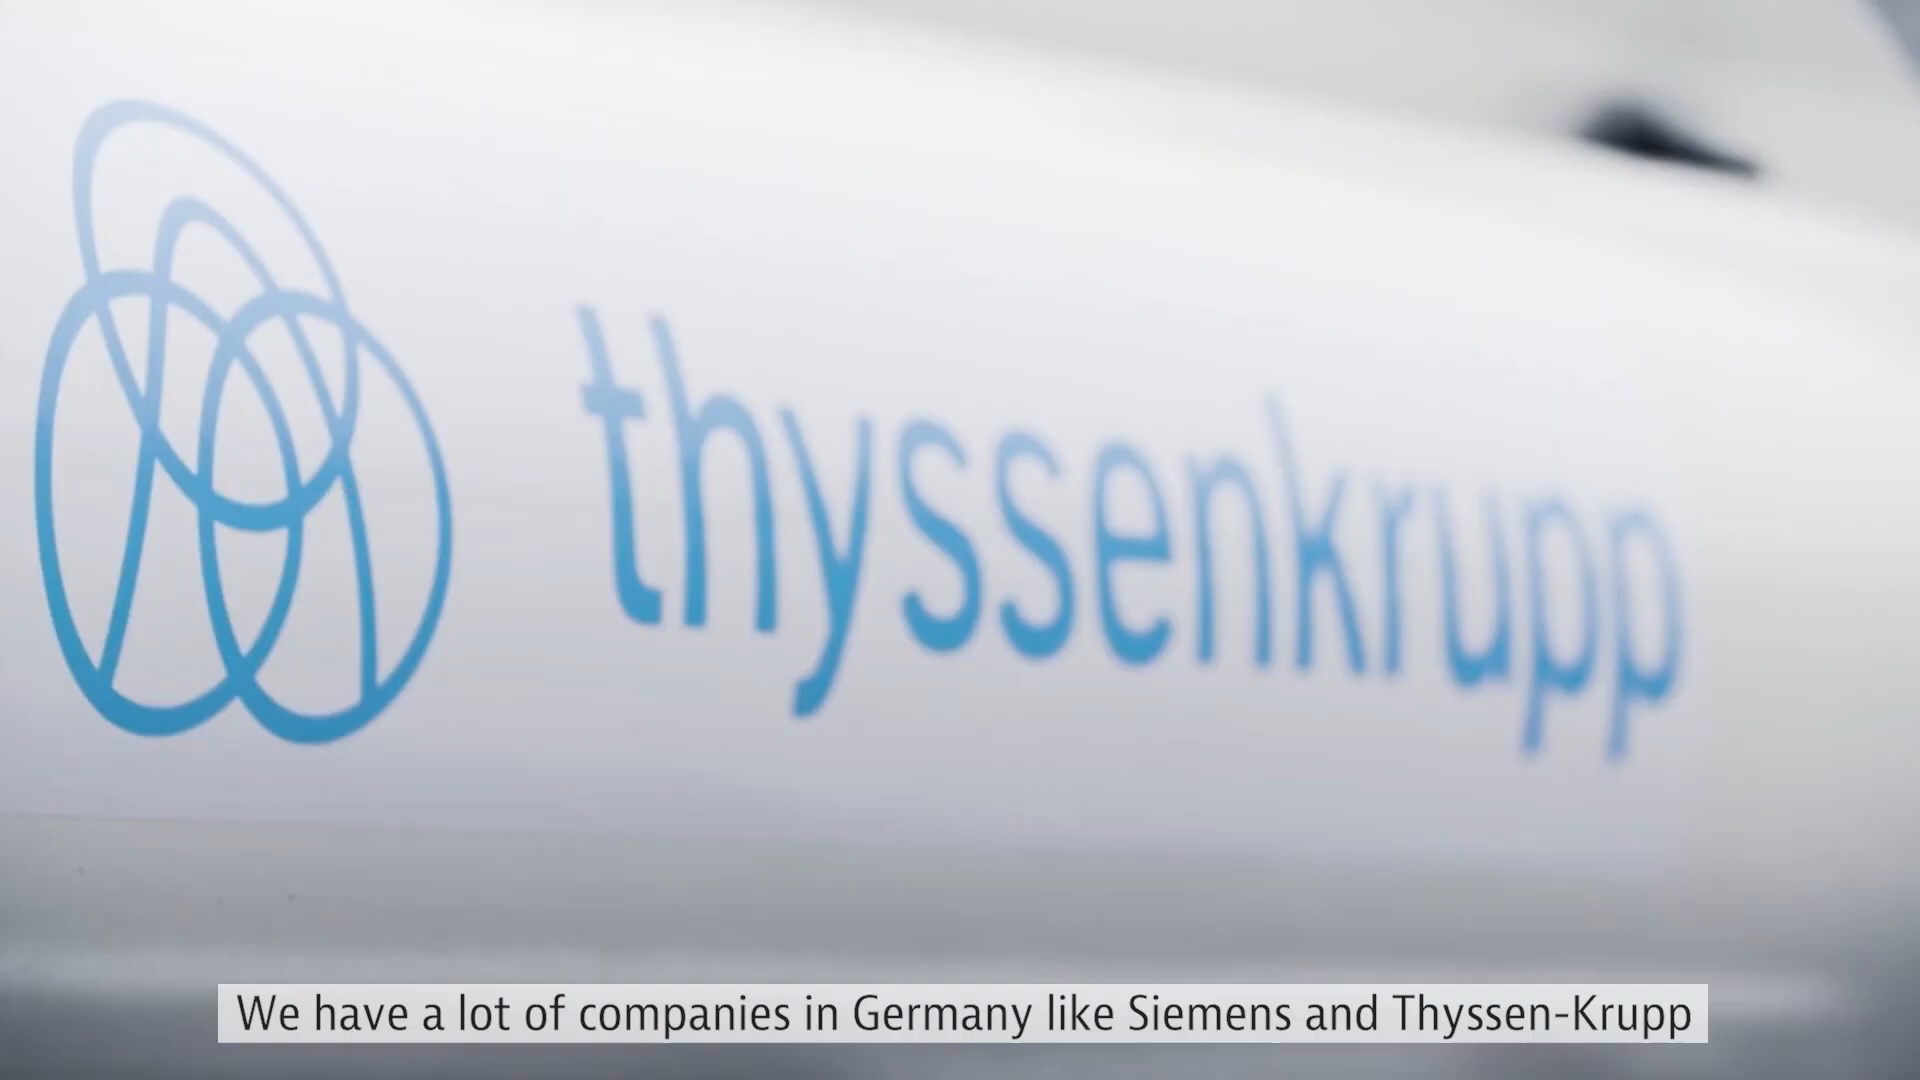 thyssenkrupp
We have a lot of companies in Germany like Siemens and Thyssen-Krupp